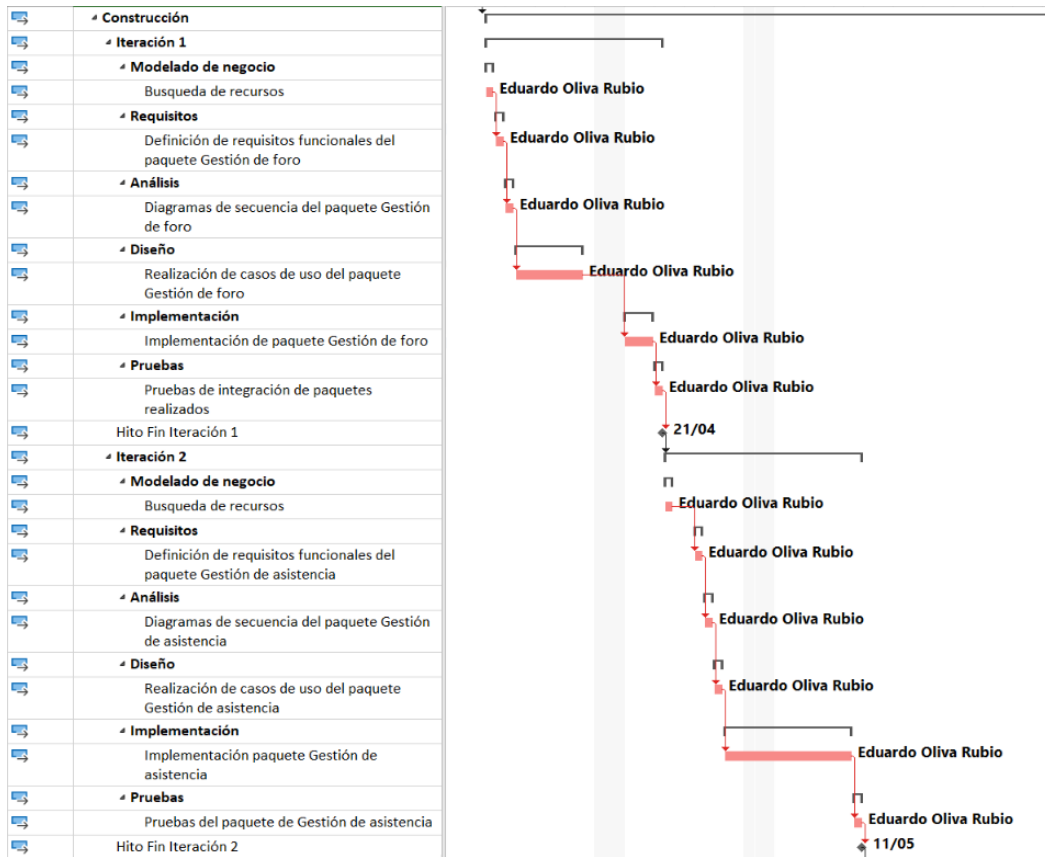 Construcción
Iteración 1
Modelado de negocio
Busqueda de recursos
Eduardo Oliva Rubio
Requisitos
Definición de requisitos funcionales del
paquete Gestión de foro
Eduardo Oliva Rubio
Análisis
Diagramas de secuencia del paquete Gestión
de foro
Eduardo Oliva Rubio
Diseño
Realización de casos de uso del paquete
Gestión de foro
Eduardo Oliva Rubio
Implementación
Implementación de paquete Gestión de foro
Eduardo Oliva Rubio
Pruebas
Pruebas de integración de paquetes
realizados
Eduardo Oliva Rubio
Hito Fin Iteración 1
21/04
Iteración 2
Modelado de negocio
Busqueda de recursos
Eduardo Oliva Rubio
Requisitos
Definición de requisitos funcionales del
paquete Gestión de asistencia
Eduardo Oliva Rubio
Análisis
Diagramas de secuencia del paquete Gestión
de asistencia
Eduardo Oliva Rubio
Diseño
Realización de casos de uso del paquete
Gestión de asistencia
Eduardo Oliva Rubio
Implementación
Implementación paquete Gestión de
asistencia
Eduardo Oliva Rubio
Pruebas
Pruebas del paquete de Gestión de asistencia
Eduardo Oliva Rubio
Hito Fin Iteración 2
11/05